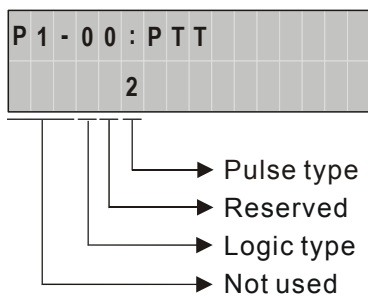 P1-00:PTT
2
Pulse type
Reserved
Logic type
Not used